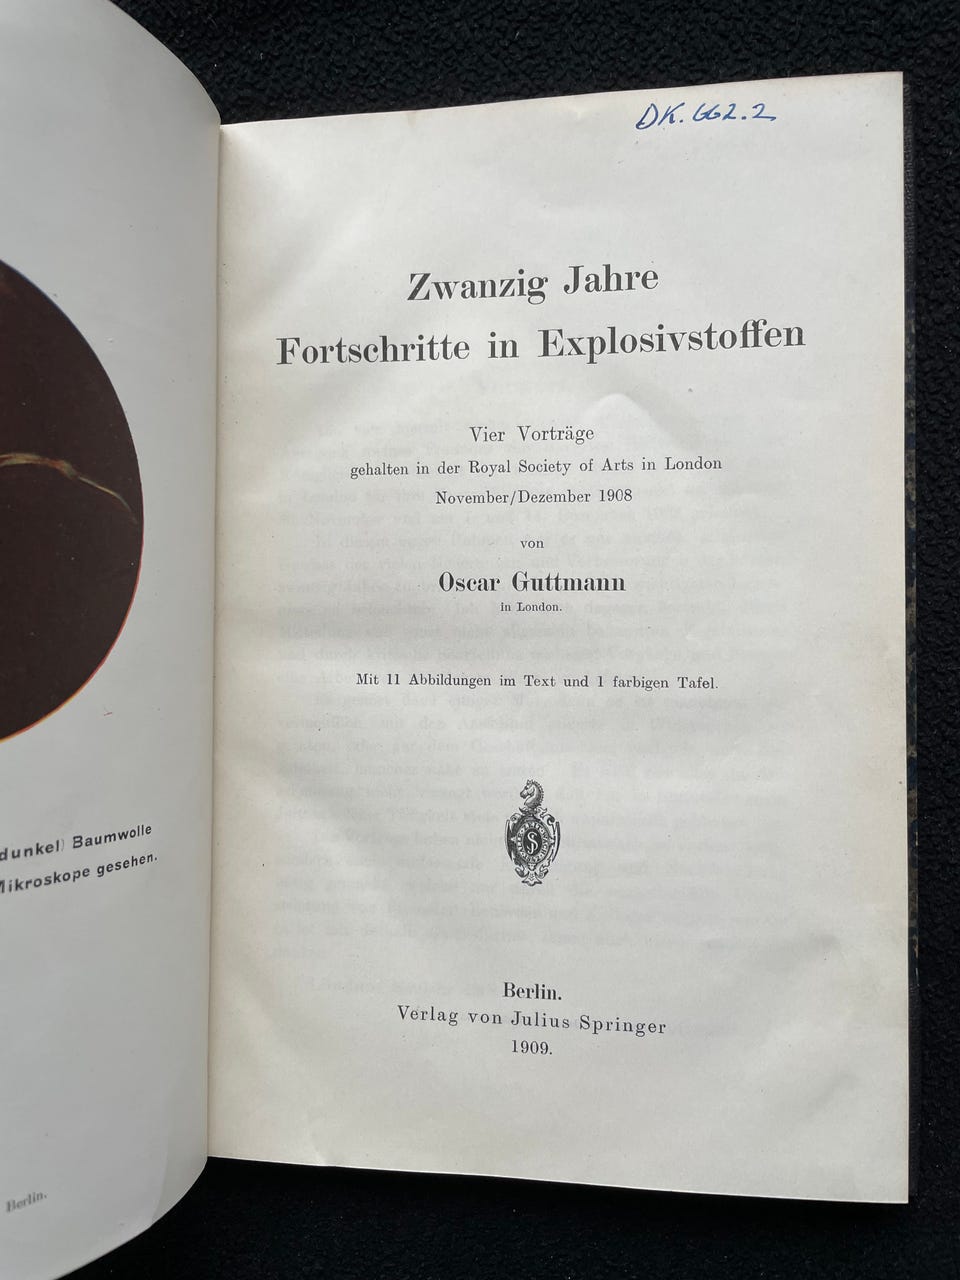 dunkel) Baumwolle
Mikroskope gesehen.
Berlin.
DK. 662.2
Zwanzig Jahre
Fortschritte in Explosivstoffen
Vier Vorträge
gehalten in der Royal Society of Arts in London
November/Dezember 1908
von
Oscar Guttmann
in London.
Mit 11 Abbildungen im Text und 1 farbigen Tafel.
Berlin.
Verlag von Julius Springer
1909.